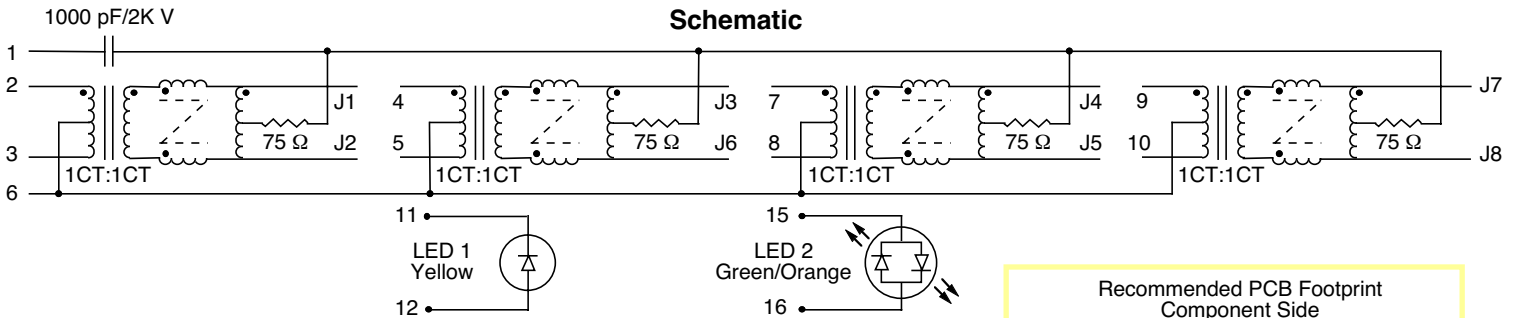 1000 pF/2K V
Schematic
1
2
3
6
1CT:1CT
75 Ω
J1
J2
4
5
1CT:1CT
75 Ω
J3
J6
7
8
1CT:1CT
75 Ω
J4
J5
9
10
1CT:1CT
75 Ω
J7
J8
11
LED 1
Yellow
12
15
LED 2
Green/Orange
16
Recommended PCB Footprint
Component Side